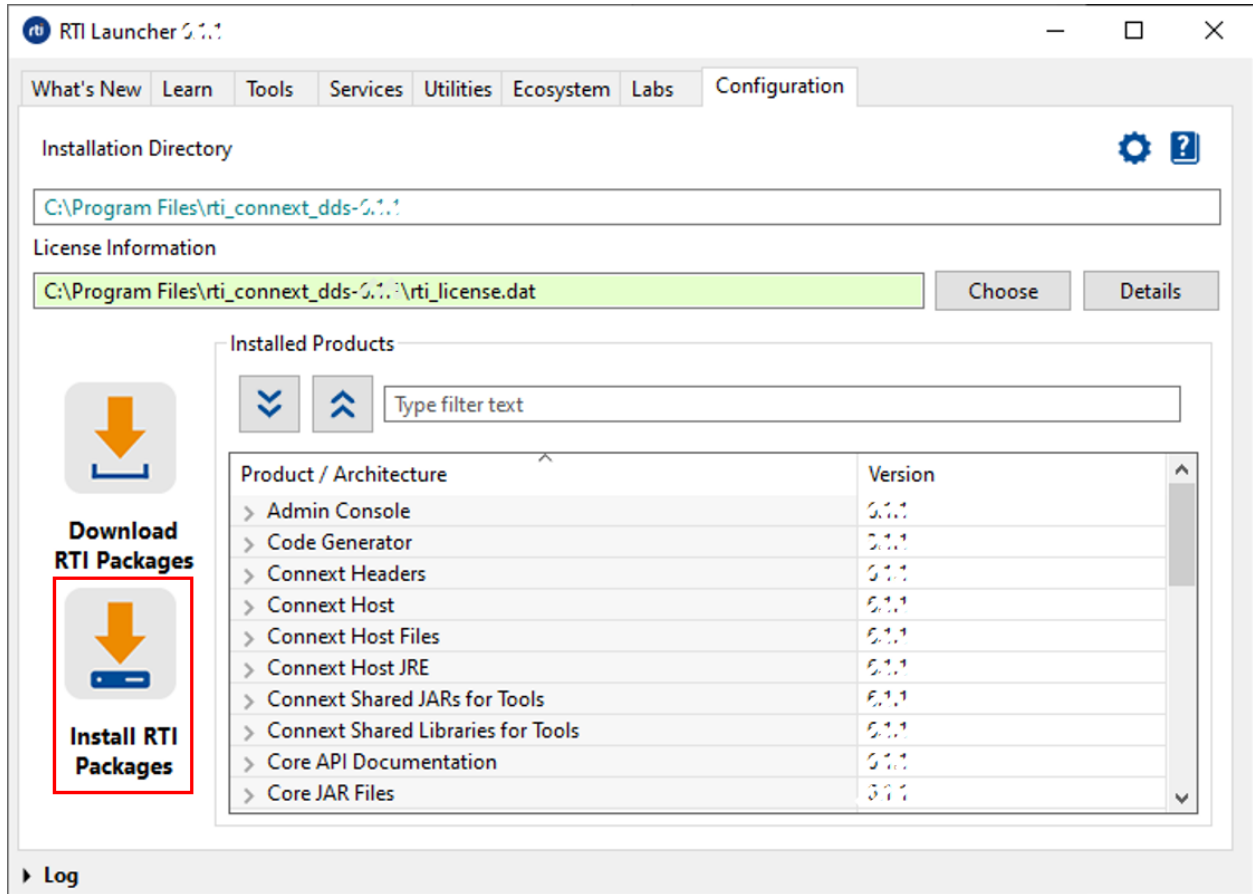 rti RTI Launcher
What's New Learn Tools Services Utilities Ecosystem Labs Configuration
Installation Directory
C:\Program Files\rti_connext_dds-
License Information
C:\Program Files\rti_connext_dds- \rti_license.dat Choose Details
Installed Products
Type filter text
Download
RTI Packages
Install RTI
Packages
Product / Architecture Version
Admin Console
Code Generator
Connext Headers
Connext Host
Connext Host Files
Connext Host JRE
Connext Shared JARs for Tools
Connext Shared Libraries for Tools
Core API Documentation
Core JAR Files
Log